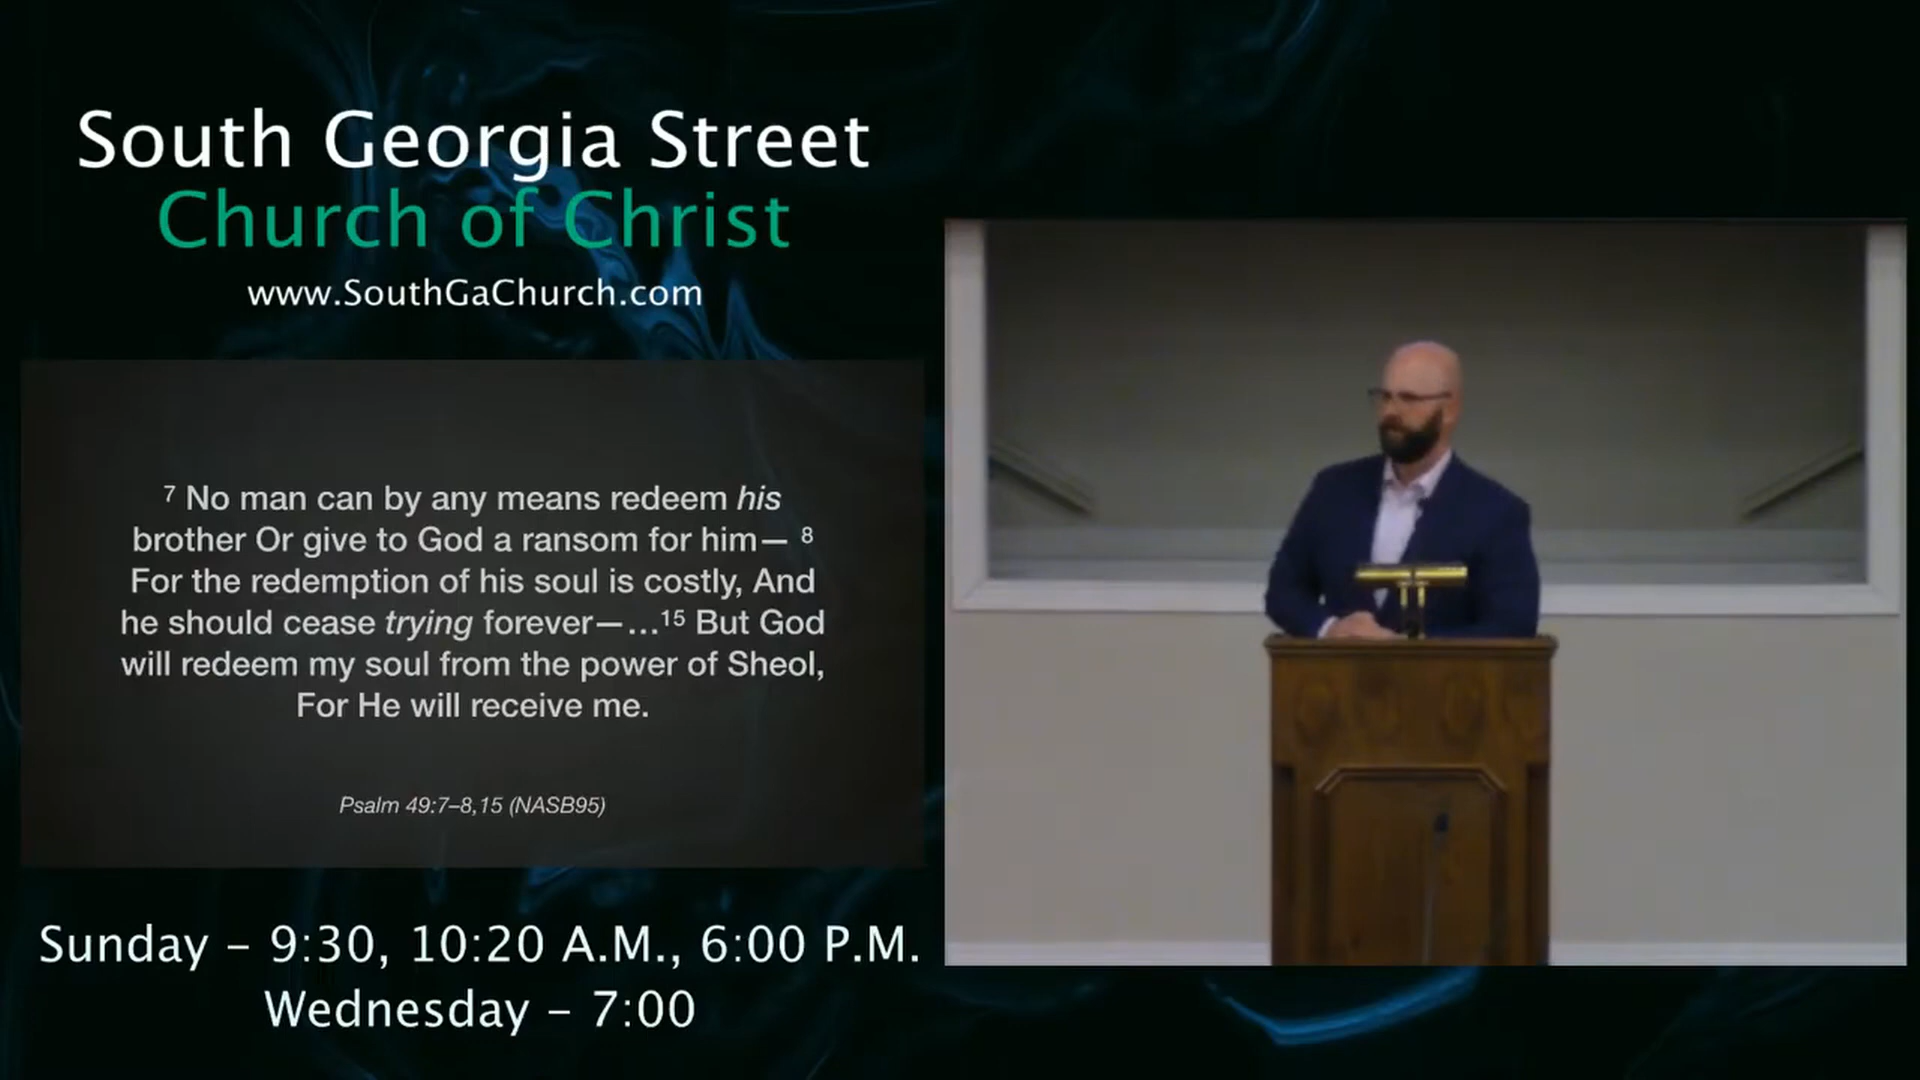 South Georgia Street
Church of Christ
www.SouthGaChurch.com
7 No man can by any means redeem his
brother Or give to God a ransom for him— 8
For the redemption of his soul is costly, And
he should cease trying forever—…15 But God
will redeem my soul from the power of Sheol,
For He will receive me.
Psalm 49:7–8,15 (NASB95)
Sunday – 9:30, 10:20 A.M., 6:00 P.M.
Wednesday – 7:00